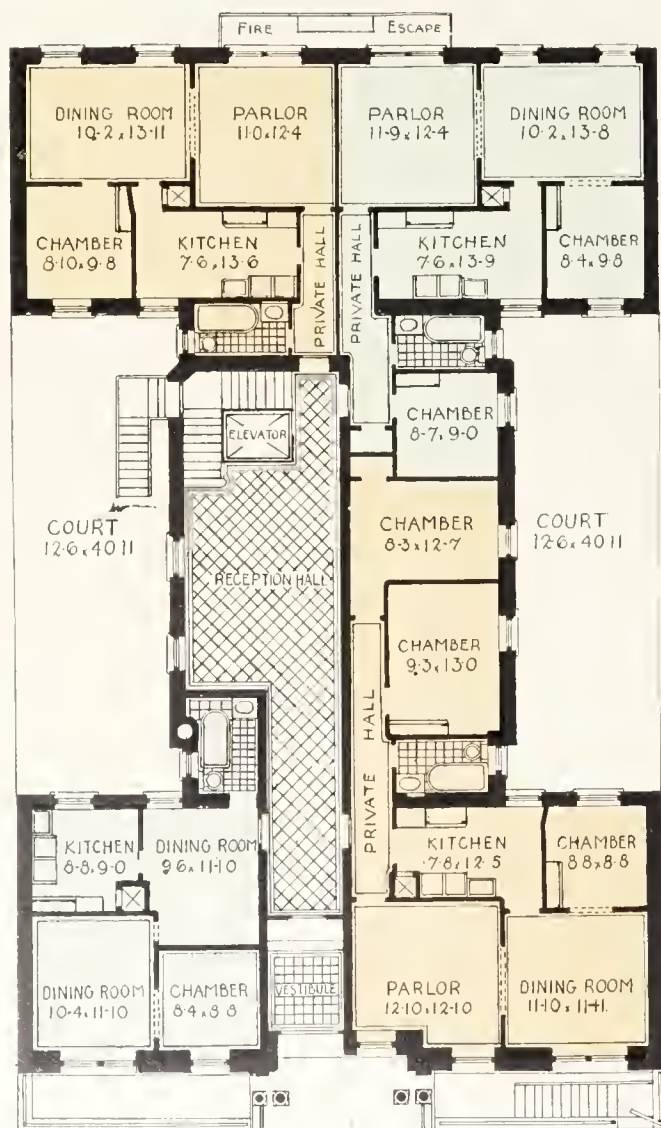 FIRE ESCAPE
DINING ROOM
10-2 x 13-11
PARLOR
11-0 x 12-4
PARLOR
11-9 x 12-4
DINING ROOM
10-2 x 13-8
CHAMBER
8-10 x 9-8
KITCHEN
7-6 x 13-6
PRIVATE HALL
PRIVATE HALL
KITCHEN
7-6 x 13-9
CHAMBER
8-4 x 9-8
ELEVATOR
CHAMBER
8-7 x 9-0
COURT
12-6 x 40-11
RECEPTION HALL
CHAMBER
8-3 x 12-7
COURT
12-6 x 40-11
CHAMBER
9-3 x 13-0
PRIVATE HALL
KITCHEN
8-8 x 9-0
DINING ROOM
9-6 x 11-10
KITCHEN
7-8 x 12-5
CHAMBER
8-8 x 8-8
DINING ROOM
10-4 x 11-10
CHAMBER
8-4 x 8-8
VESTIBULE
PARLOR
12-10 x 12-10
DINING ROOM
11-10 x